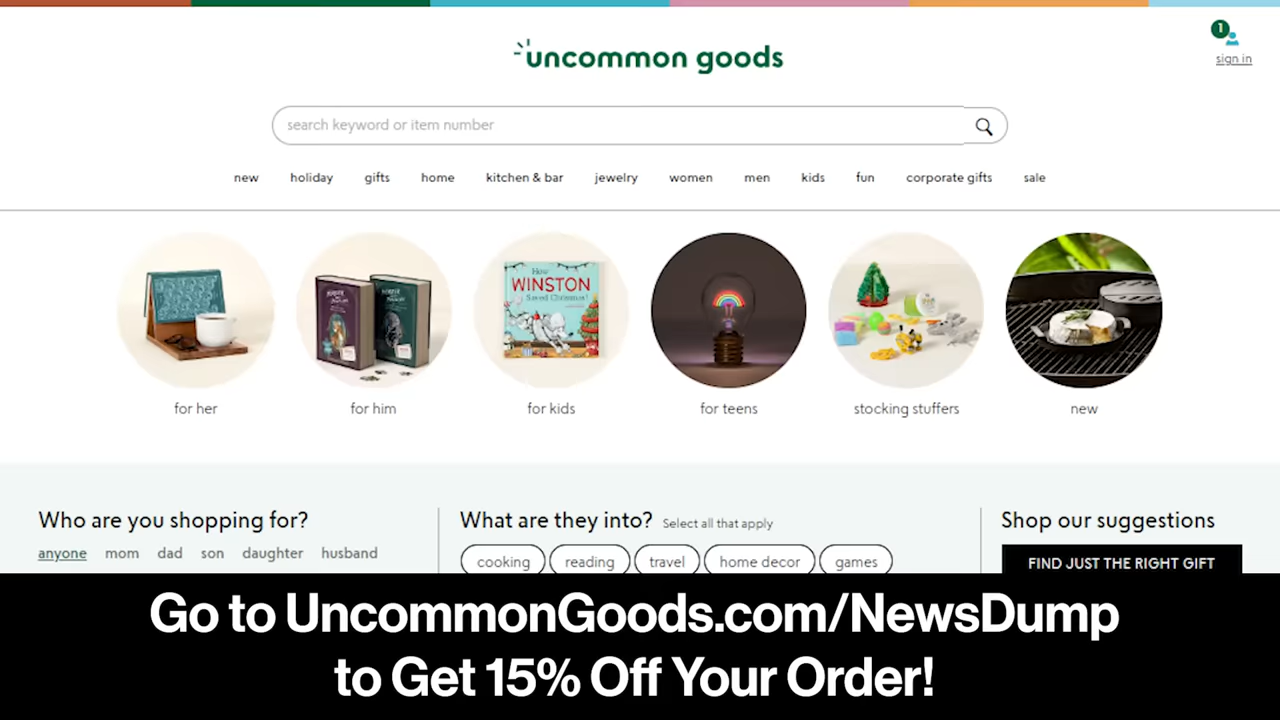 1
sign in
uncommon goods
search keyword or item number
new holiday gifts home kitchen & bar jewelry women men kids fun corporate gifts sale
How
WINSTON
Saved Christmas!
for her for him for kids for teens stocking stuffers new
Who are you shopping for?
anyone mom dad son daughter husband
What are they into? Select all that apply
cooking reading travel home decor games
Shop our suggestions
FIND JUST THE RIGHT GIFT
Go to UncommonGoods.com/NewsDump
to Get 15% Off Your Order!